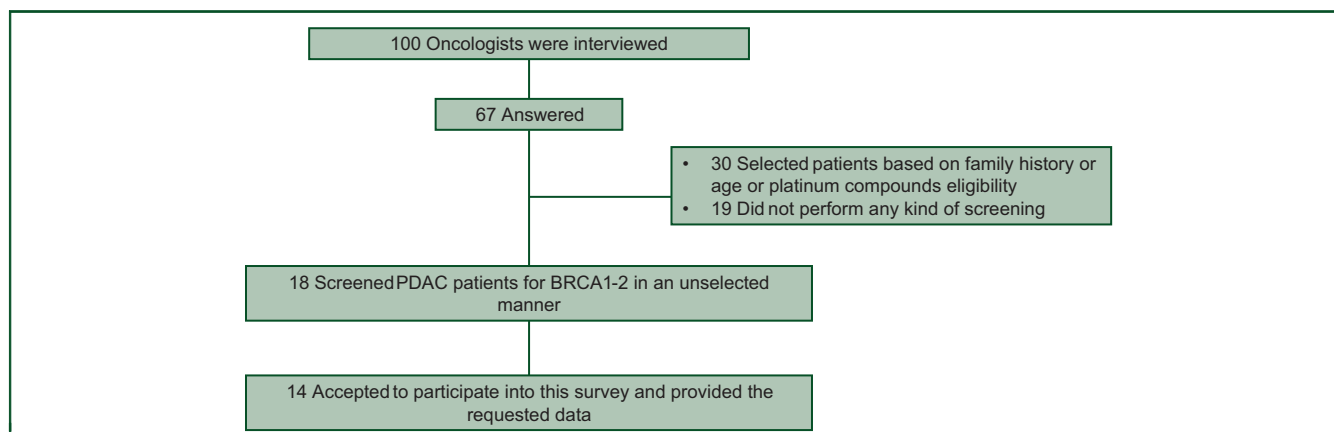 100 Oncologists were interviewed
67 Answered
• 30 Selected patients based on family history or
age or platinum compounds eligibility
• 19 Did not perform any kind of screening
18 Screened PDAC patients for BRCA1-2 in an unselected
manner
14 Accepted to participate into this survey and provided the
requested data